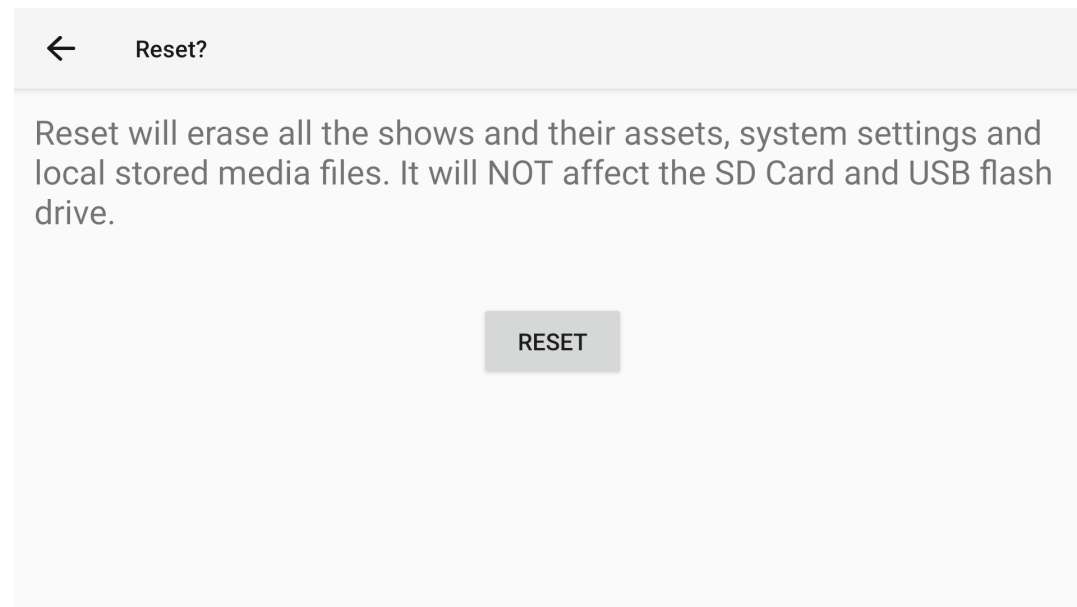 Reset?
Reset will erase all the shows and their assets, system settings and
local stored media files. It will NOT affect the SD Card and USB flash
drive.
RESET